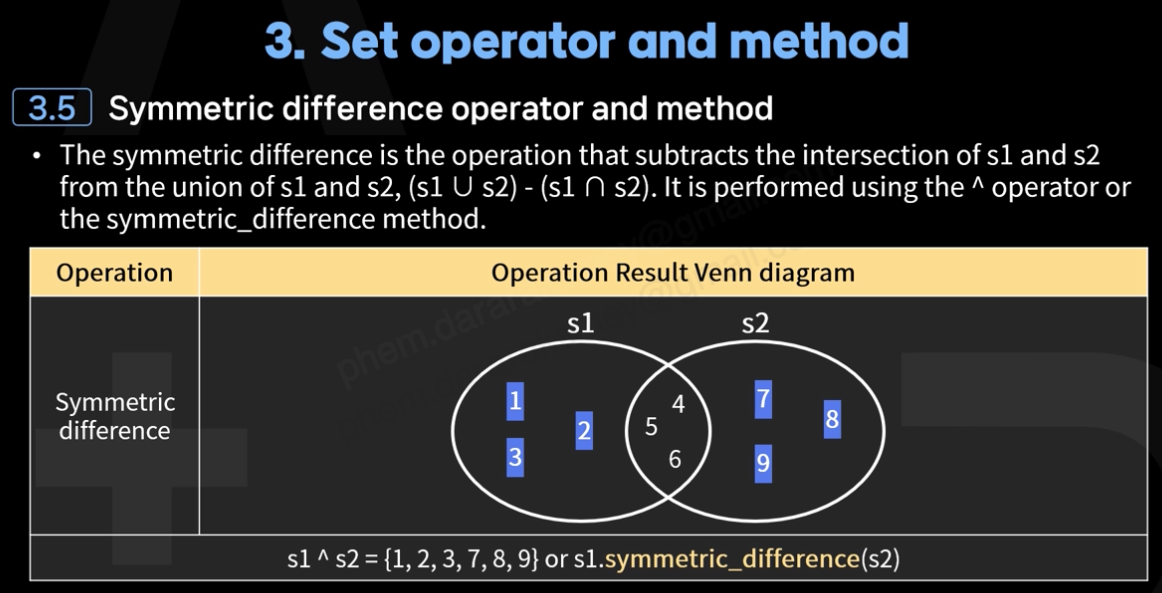 3. Set operator and method
3.5 Symmetric difference operator and method
• The symmetric difference is the operation that subtracts the intersection of s1 and s2
from the union of s1 and s2, (s1 ∪ s2) - (s1 ∩ s2). It is performed using the ^ operator or
the symmetric_difference method.
Operation Operation Result Venn diagram
s1 s2
Symmetric
difference
1
2
3
4
5
6
7
8
9
s1 ^ s2 = {1, 2, 3, 7, 8, 9} or s1.symmetric_difference(s2)